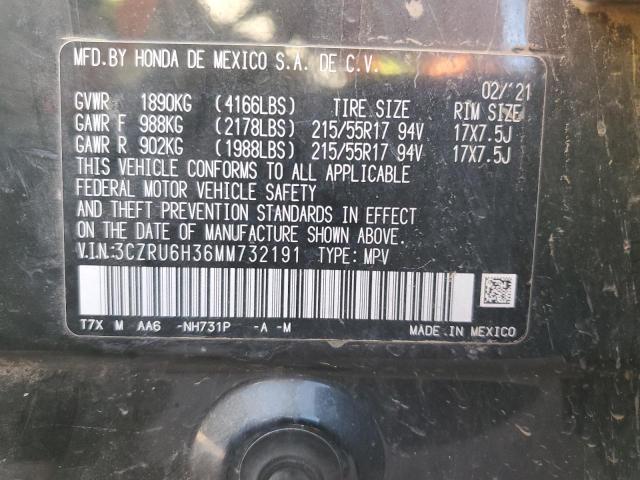 MFD.BY HONDA DE MEXICO S.A. DE C.V.
02/'21
GVWR 1890KG (4166LBS) TIRE SIZE RIM SIZE
GAWR F 988KG (2178LBS) 215/55R17 94V 17X7.5J
GAWR R 902KG (1988LBS) 215/55R17 94V 17X7.5J
THIS VEHICLE CONFORMS TO ALL APPLICABLE
FEDERAL MOTOR VEHICLE SAFETY
AND THEFT PREVENTION STANDARDS IN EFFECT
ON THE DATE OF MANUFACTURE SHOWN ABOVE.
V.I.N.:3CZRU6H36MM732191 TYPE: MPV
T7X M AA6 -NH731P -A -M
MADE IN MEXICO